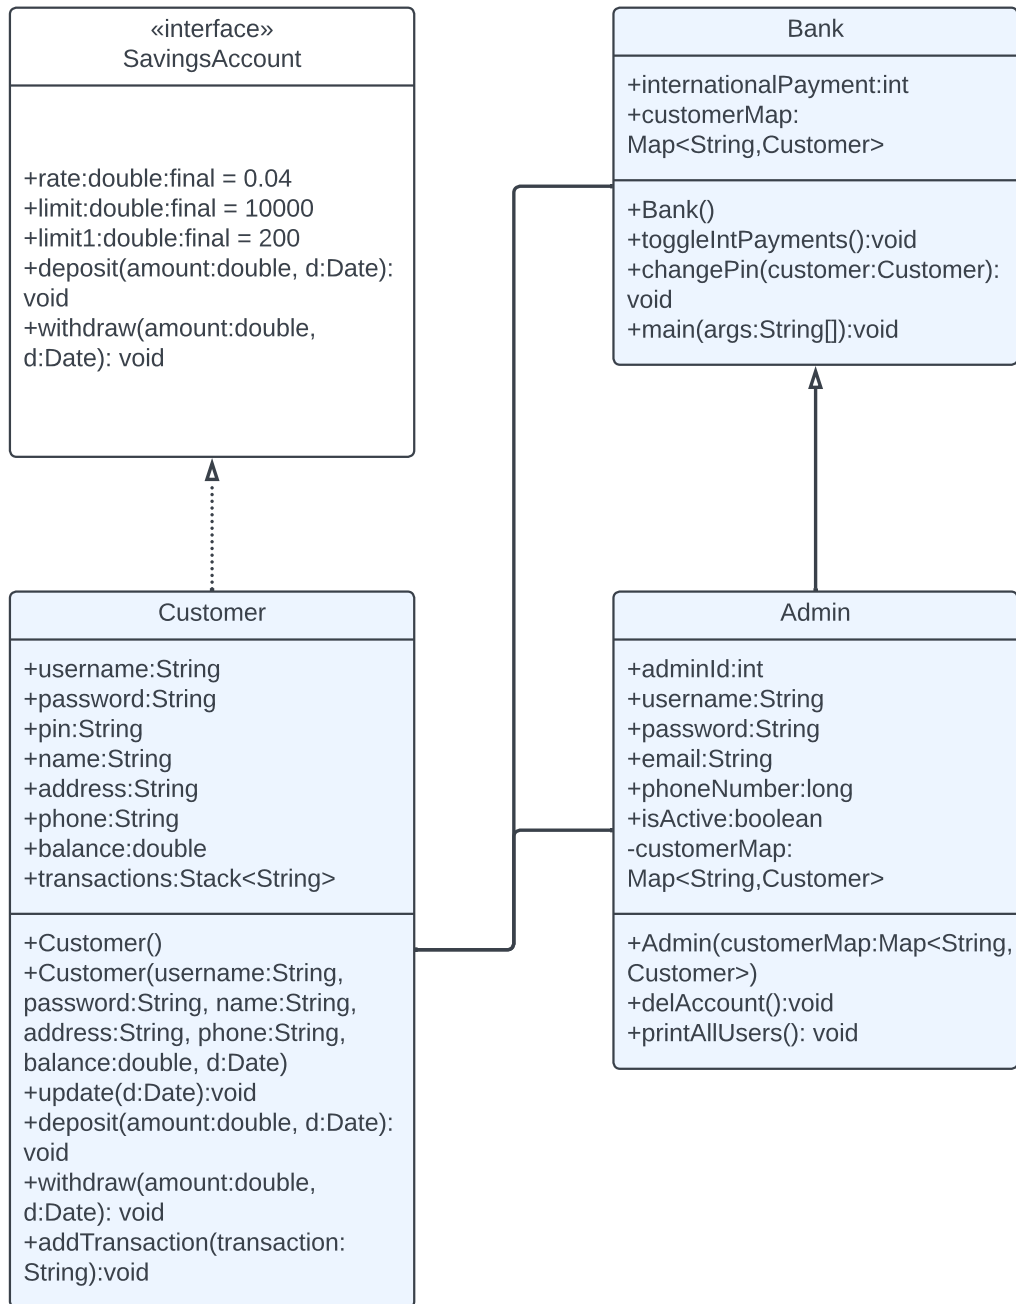 «interface»
SavingsAccount
+rate:double:final = 0.04
+limit:double:final = 10000
+limit1:double:final = 200
+deposit(amount:double, d:Date):
void
+withdraw(amount:double,
d:Date): void
Bank
+internationalPayment:int
+customerMap:
Map<String,Customer>
+Bank()
+toggleIntPayments():void
+changePin(customer:Customer):
void
+main(args:String[]):void
Customer
+username:String
+password:String
+pin:String
+name:String
+address:String
+phone:String
+balance:double
+transactions:Stack<String>
+Customer()
+Customer(username:String,
password:String, name:String,
address:String, phone:String,
balance:double, d:Date)
+update(d:Date):void
+deposit(amount:double, d:Date):
void
+withdraw(amount:double,
d:Date): void
+addTransaction(transaction:
String):void
Admin
+adminId:int
+username:String
+password:String
+email:String
+phoneNumber:long
+isActive:boolean
-customerMap:
Map<String,Customer>
+Admin(customerMap:Map<String,
Customer>)
+delAccount():void
+printAllUsers(): void